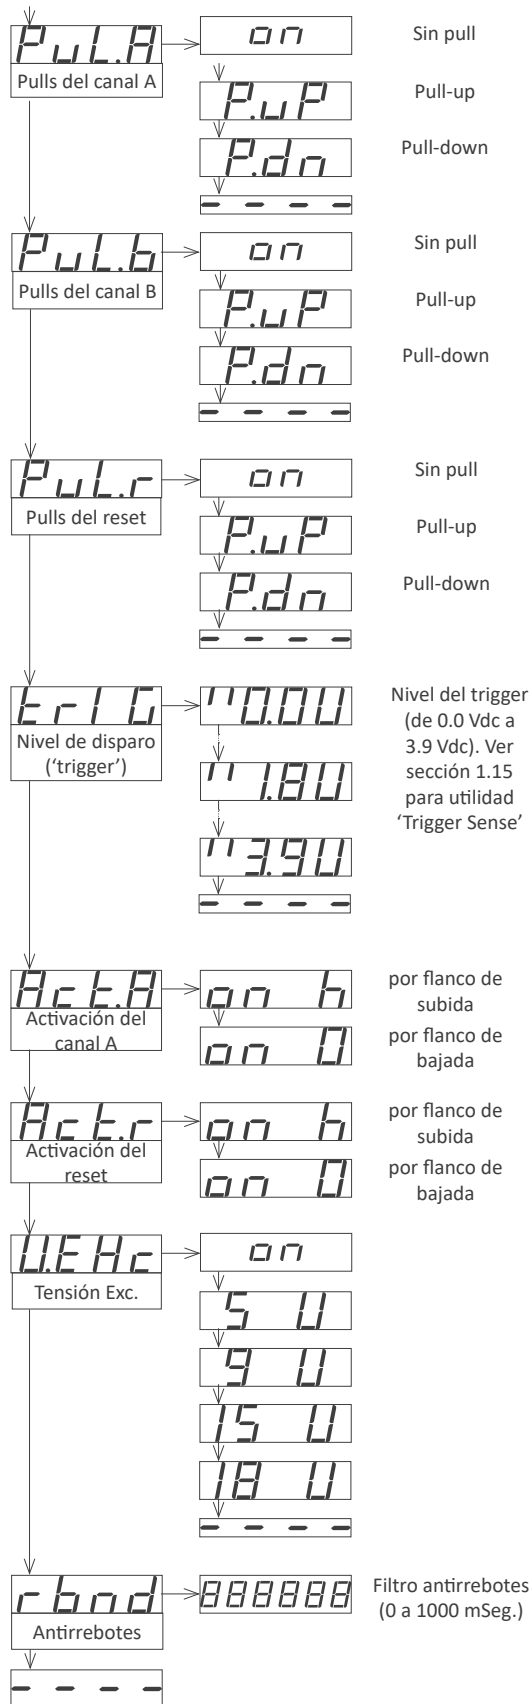 PuL.A
on
Sin pull
Pulls del canal A
P.uP
Pull-up
P.dn
Pull-down
- - - -
PuL.b
on
Sin pull
Pulls del canal B
P.uP
Pull-up
P.dn
Pull-down
- - - -
PuL.r
on
Sin pull
Pulls del reset
P.uP
Pull-up
P.dn
Pull-down
- - - -
trIG
"0.0U
Nivel de disparo
('trigger')
Nivel del trigger
(de 0.0 Vdc a
3.9 Vdc). Ver
sección 1.15
para utilidad
'Trigger Sense'
"1.8U
"3.9U
- - - -
Act.A
on h
por flanco de
subida
Activación del
canal A
on 0
por flanco de
bajada
Act.r
on h
por flanco de
subida
Activación del
reset
on 0
por flanco de
bajada
U.EHc
on
Tensión Exc.
5 U
9 U
15 U
18 U
- - - -
rbnd
888888
Filtro antirrebotes
(0 a 1000 mSeg.)
Antirrebotes
- - - -